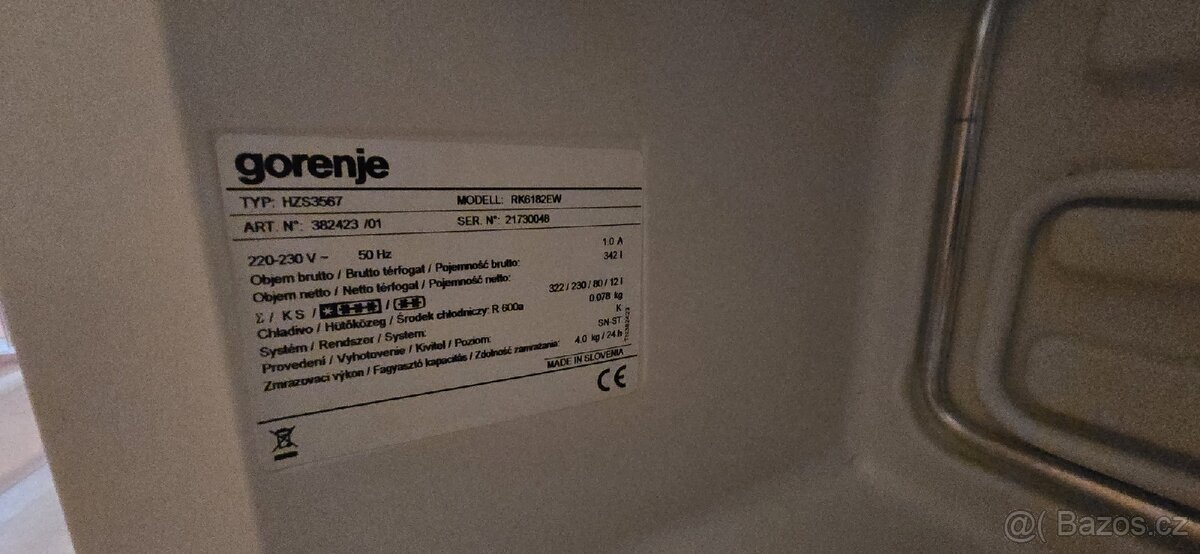 gorenje
TYP: HZS3567 MODELL: RK6182EW
ART. N°: 382423 /01 SER. N°: 21730048
220-230 V ~ 50 Hz 1.0 A
Objem brutto / Brutto térfogat / Pojemność brutto: 342 l
Objem netto / Netto térfogat / Pojemność netto:
Σ / K S / / 322 / 230 / 80 / 12 l
Chladivo / Hűtőközeg / Środek chłodniczy: R 600a 0.078 kg
Systém / Rendszer / System: K
Provedení / Vyhotovenie / Kivitel / Poziom: SN-ST
Zmrazovací výkon / Fagyasztó kapacitás / Zdolność zamrażania: 4.0 kg / 24 h
MADE IN SLOVENIA
CE
@( Bazos.cz